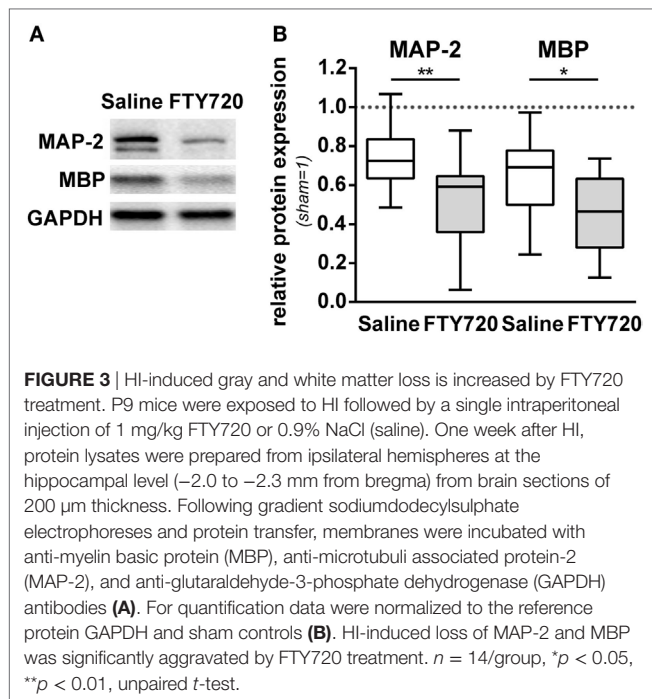 A
Saline FTY720
MAP-2
MBP
GAPDH
B
MAP-2 MBP
** *
relative protein expression
(sham=1)
1.2
1.0
0.8
0.6
0.4
0.2
0.0
Saline FTY720 Saline FTY720
FIGURE 3 | HI-induced gray and white matter loss is increased by FTY720
treatment. P9 mice were exposed to HI followed by a single intraperitoneal
injection of 1 mg/kg FTY720 or 0.9% NaCl (saline). One week after HI,
protein lysates were prepared from ipsilateral hemispheres at the
hippocampal level (−2.0 to −2.3 mm from bregma) from brain sections of
200 μm thickness. Following gradient sodiumdodecylsulphate
electrophoreses and protein transfer, membranes were incubated with
anti-myelin basic protein (MBP), anti-microtubuli associated protein-2
(MAP-2), and anti-glutaraldehyde-3-phosphate dehydrogenase (GAPDH)
antibodies (A). For quantification data were normalized to the reference
protein GAPDH and sham controls (B). HI-induced loss of MAP-2 and MBP
was significantly aggravated by FTY720 treatment. n = 14/group, *p < 0.05,
**p < 0.01, unpaired t-test.